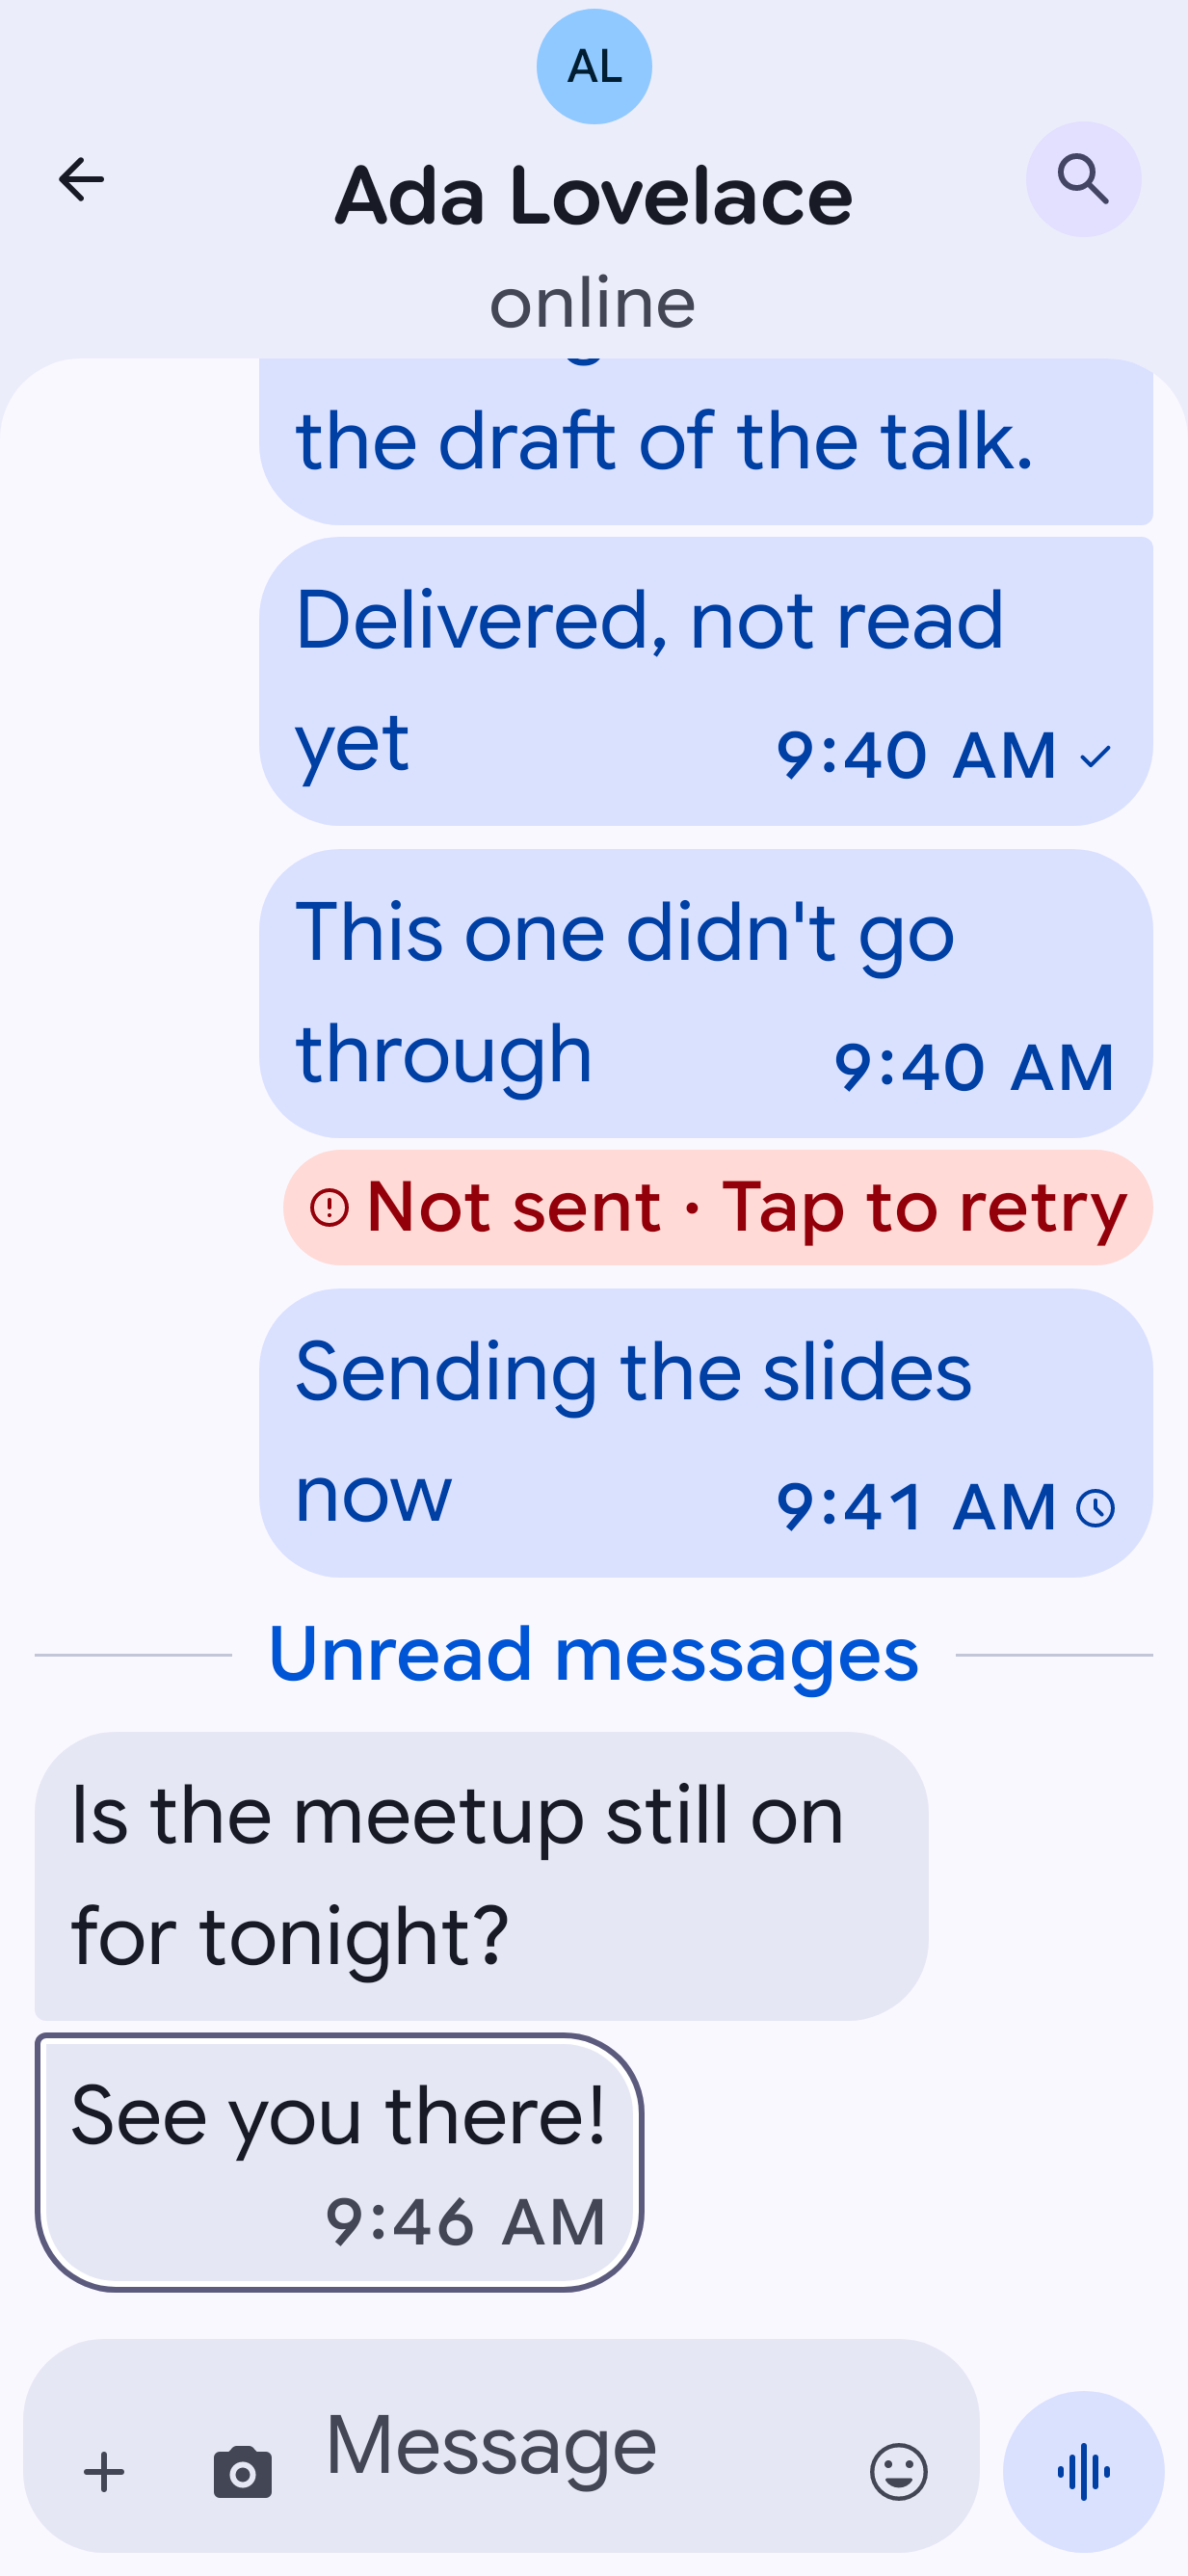 AL
Ada Lovelace
online
the draft of the talk.
Delivered, not read
yet
9:40 AM
This one didn't go
through
9:40 AM
Not sent · Tap to retry
Sending the slides
now
9:41 AM
Unread messages
Is the meetup still on
for tonight?
See you there!
9:46 AM
Message